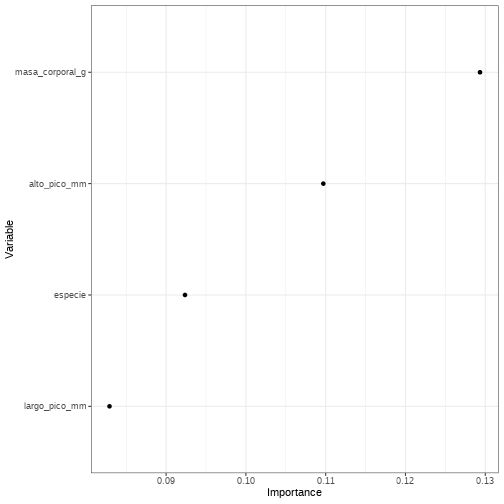 masa_corporal_g
alto_pico_mm
especie
largo_pico_mm
Variable
0.09 0.10 0.11 0.12 0.13
Importance